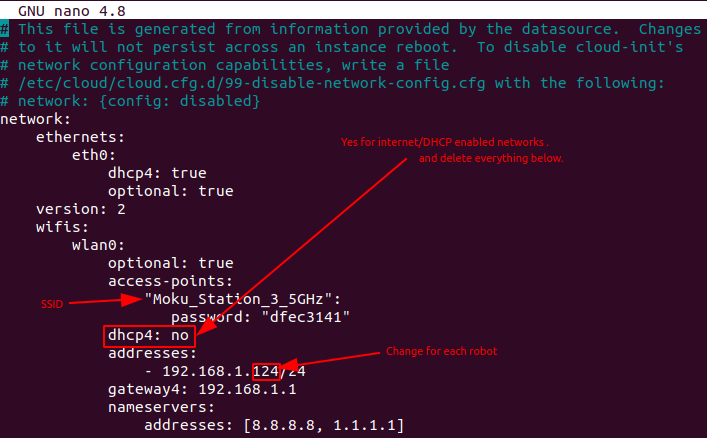 GNU nano 4.8
# This file is generated from information provided by the datasource.  Changes
# to it will not persist across an instance reboot.  To disable cloud-init's
# network configuration capabilities, write a file
# /etc/cloud/cloud.cfg.d/99-disable-network-config.cfg with the following:
# network: {config: disabled}
network:
    ethernets:
        eth0:
            dhcp4: true
            optional: true
    version: 2
    wifis:
        wlan0:
            optional: true
            access-points:
                "Moku_Station_3_5GHz":
                   password: "dfec3141"
            dhcp4: no
            addresses:
                - 192.168.1.124/24
            gateway4: 192.168.1.1
            nameservers:
                addresses: [8.8.8.8, 1.1.1.1]
Yes for internet/DHCP enabled networks .
and delete everything below.
SSID
Change for each robot